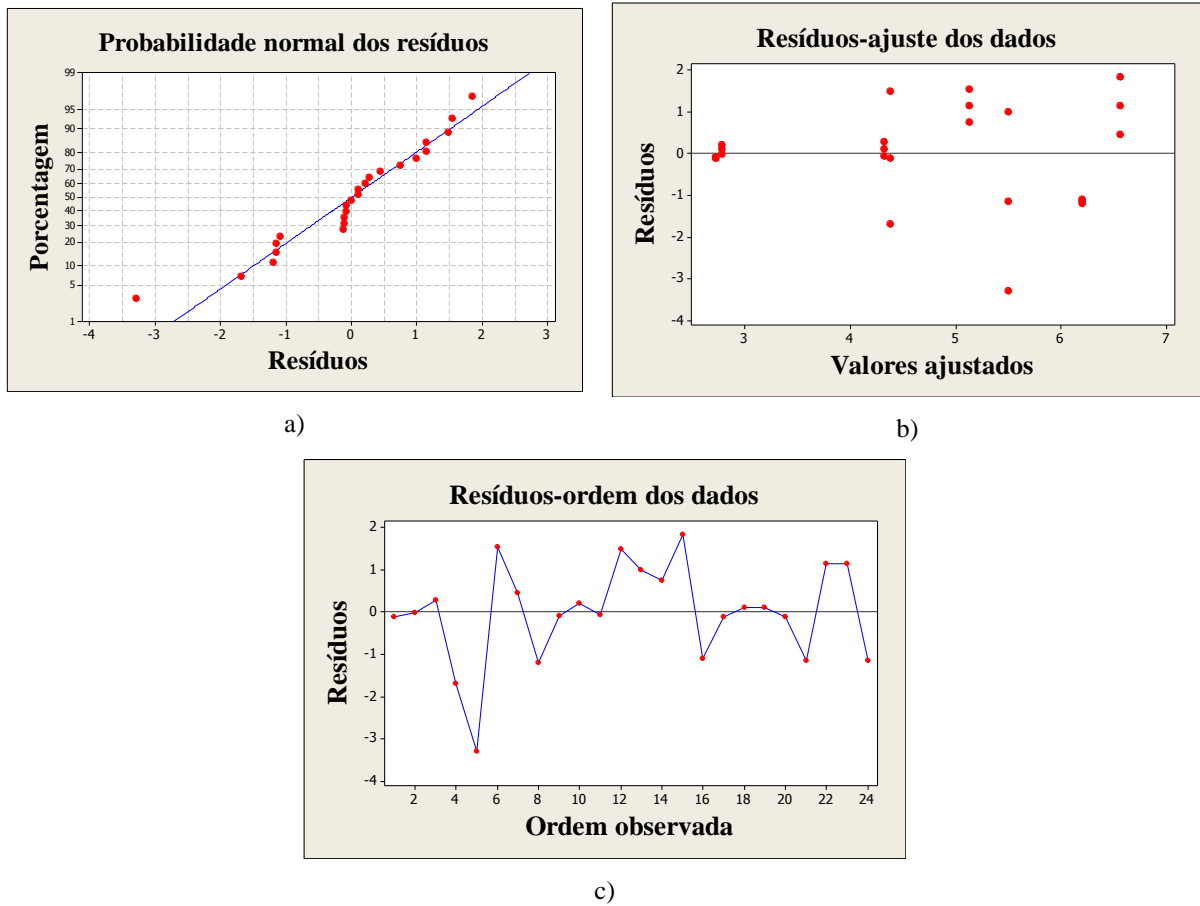 Probabilidade normal dos resíduos
99
95
90
80
70
60
50
40
30
20
10
5
1
Porcentagem
-4 -3 -2 -1 0 1 2 3
Resíduos
a)
Resíduos-ajuste dos dados
2
1
0
-1
-2
-3
-4
Resíduos
3 4 5 6 7
Valores ajustados
b)
Resíduos-ordem dos dados
2
1
0
-1
-2
-3
-4
Resíduos
2 4 6 8 10 12 14 16 18 20 22 24
Ordem observada
c)